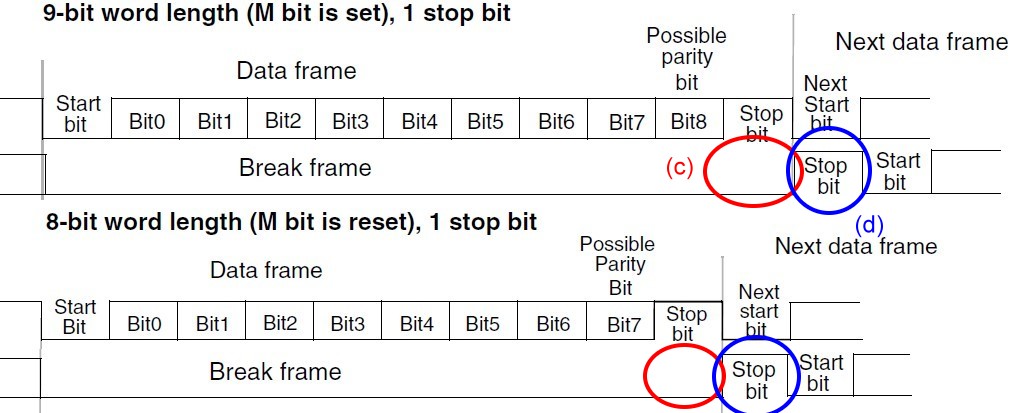 9-bit word length (M bit is set), 1 stop bit
Possible
parity
bit
Next data frame
Data frame
Next
Start
bit
Start
bit
Bit0
Bit1
Bit2
Bit3
Bit4
Bit5
Bit6
Bit7
Bit8
Stop
bit
Break frame
(c)
Stop
bit
Start
bit
(d)
8-bit word length (M bit is reset), 1 stop bit
Possible
Parity
Bit
Next data frame
Data frame
Next
start
bit
Start
Bit
Bit0
Bit1
Bit2
Bit3
Bit4
Bit5
Bit6
Bit7
Stop
bit
Break frame
Stop
bit
Start
bit